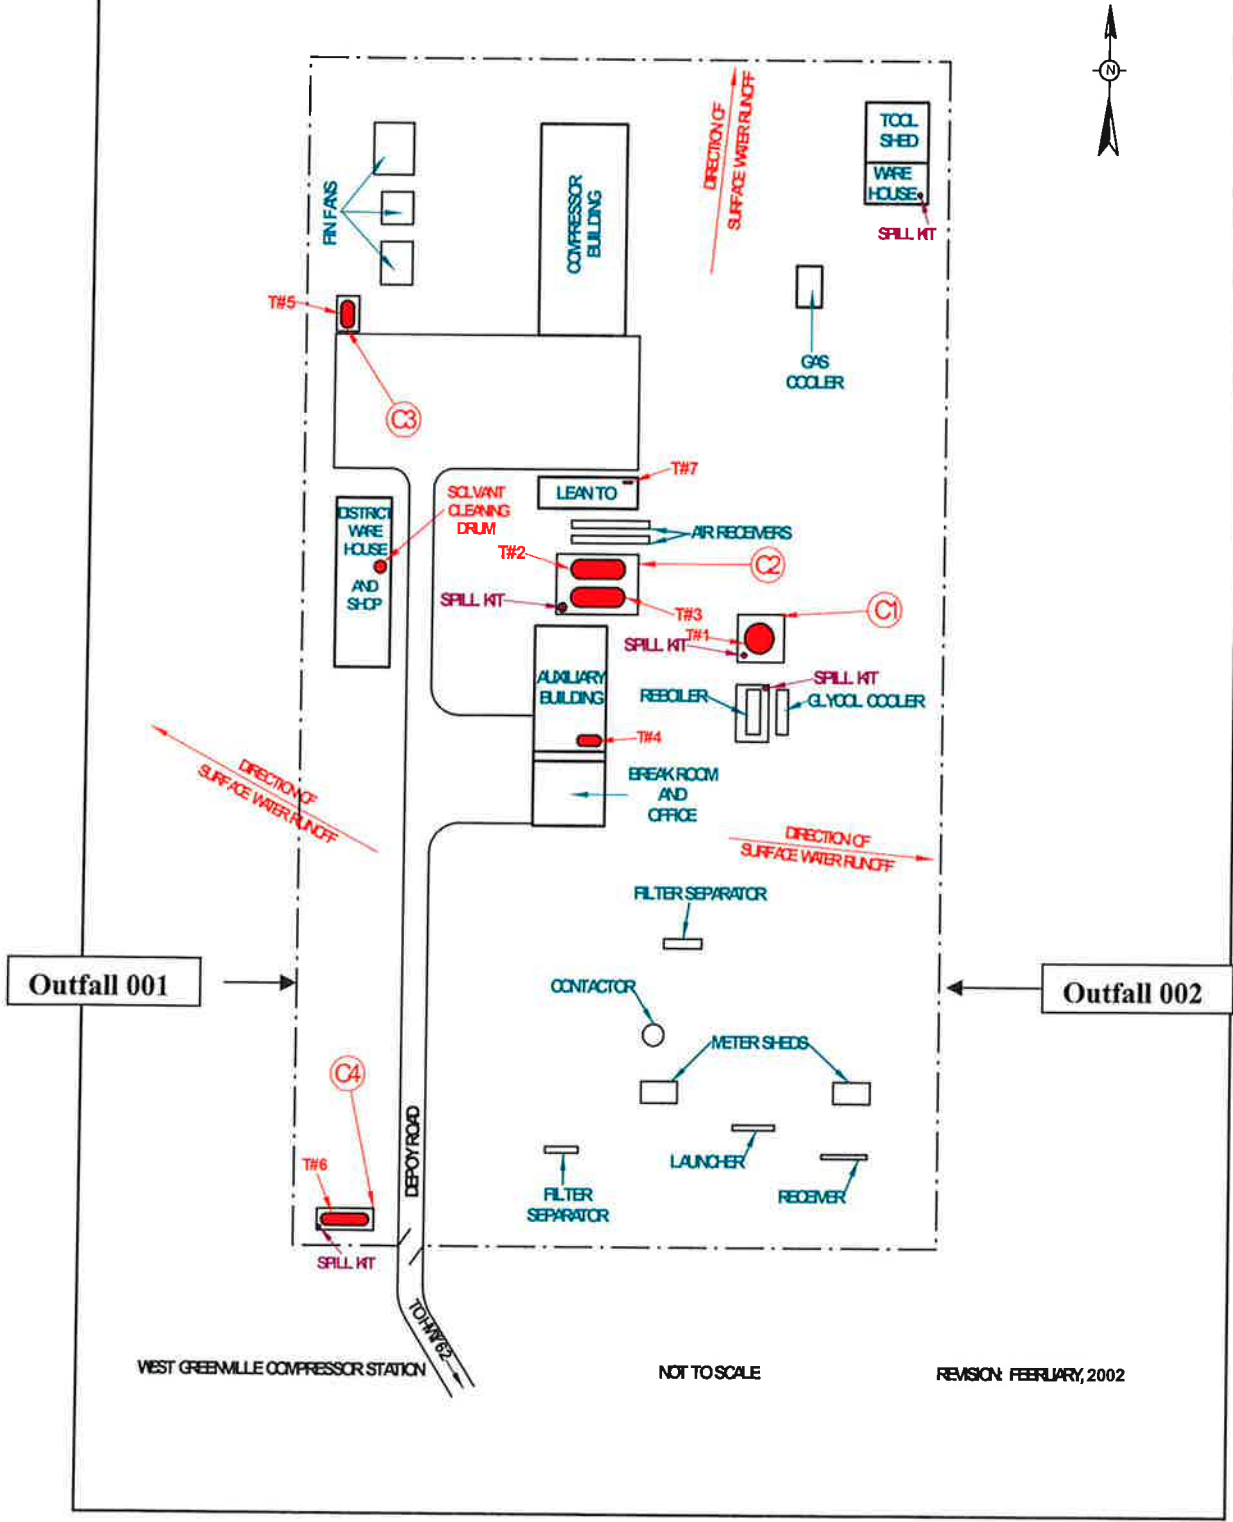 N
TOOL
SHED
WARE
HOUSE
SPILL KIT
DIRECTION OF
SURFACE WATER RUNOFF
COMPRESSOR
BUILDING
FIN FANS
GAS
COOLER
T#5
C3
LEAN TO
T#7
SOLVANT
CLEANING
DRUM
DISTRICT
WARE
HOUSE
AND
SHOP
AIR RECEIVERS
T#2
C2
SPILL KIT
T#3
C1
T#1
SPILL KIT
SPILL KIT
AUXILIARY
BUILDING
REBOILER
GLYCOL COOLER
T#4
BREAK ROOM
AND
OFFICE
DIRECTION OF
SURFACE WATER RUNOFF
DIRECTION OF
SURFACE WATER RUNOFF
FILTER SEPARATOR
Outfall 001
Outfall 002
CONTACTOR
METER SHEDS
C4
DEPOY ROAD
LAUNCHER
T#6
FILTER
SEPARATOR
RECEIVER
SPILL KIT
TO HWY 62
WEST GREENVILLE COMPRESSOR STATION
NOT TO SCALE
REVISION: FEBRUARY, 2002